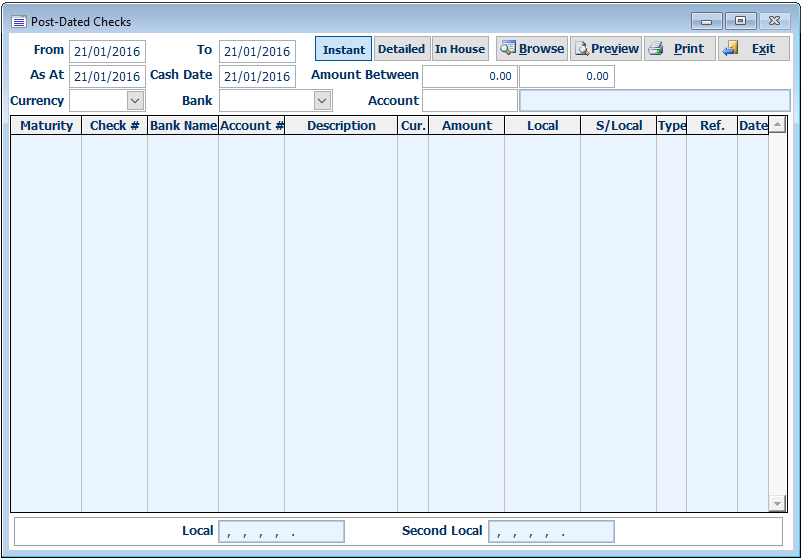 Post-Dated Checks
From 21/01/2016 To 21/01/2016 Instant Detailed In House Browse Preview Print Exit
As At 21/01/2016 Cash Date 21/01/2016 Amount Between 0.00 0.00
Currency Bank Account
Maturity Check # Bank Name Account # Description Cur. Amount Local S/Local Type Ref. Date
Local , , , , . Second Local , , , , .